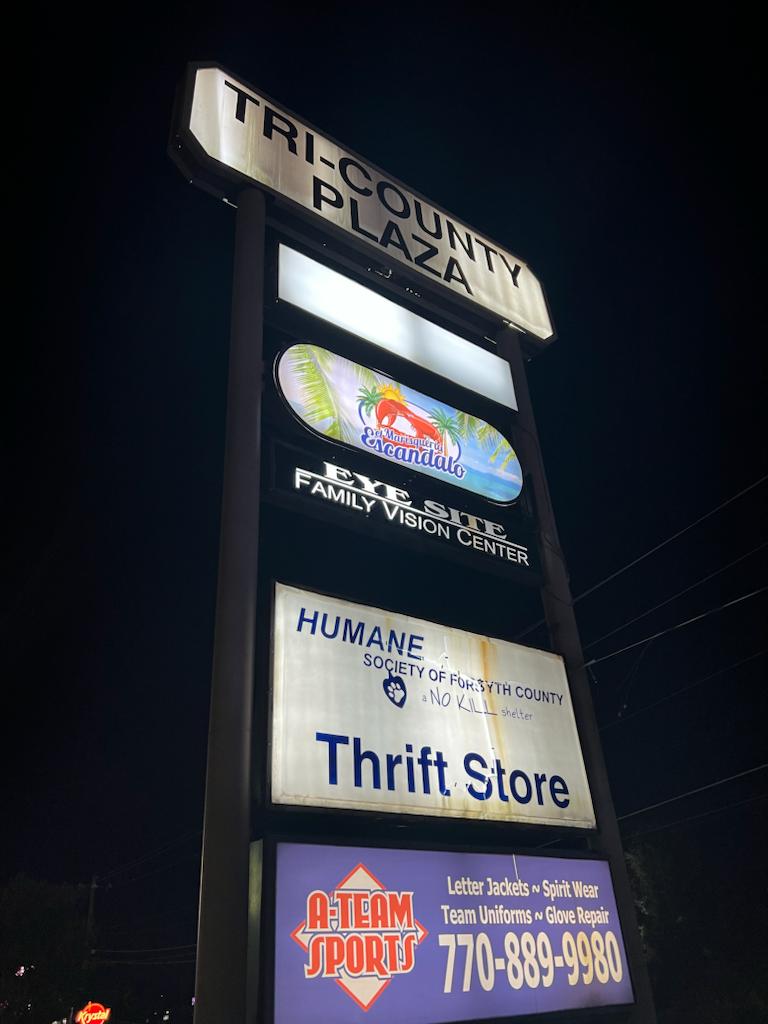 TRI-COUNTY
PLAZA
el Marisquería
Escandalo
EYE SITE
FAMILY VISION CENTER
HUMANE
SOCIETY OF FORSYTH COUNTY
a NO KILL shelter
Thrift Store
A-TEAM
SPORTS
Letter Jackets ~ Spirit Wear
Team Uniforms ~ Glove Repair
770-889-9980
Krystal